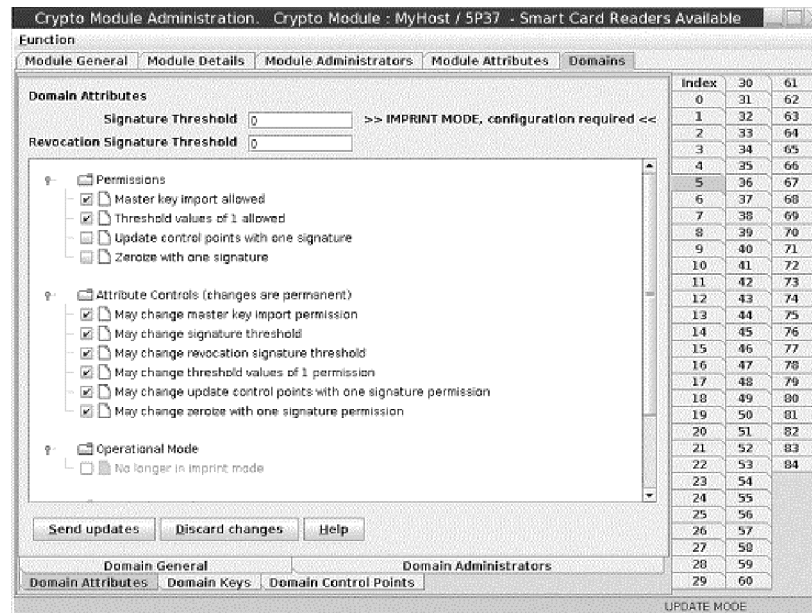 Crypto Module Administration.   Crypto Module : MyHost / 5P37  - Smart Card Readers Available
Function
Module General Module Details Module Administrators Module Attributes Domains
Domain Attributes
Signature Threshold 0 >> IMPRINT MODE, configuration required <<
Revocation Signature Threshold 0
Permissions
Master key import allowed
Threshold values of 1 allowed
Update control points with one signature
Zeroize with one signature
Attribute Controls (changes are permanent)
May change master key import permission
May change signature threshold
May change revocation signature threshold
May change threshold values of 1 permission
May change update control points with one signature permission
May change zeroize with one signature permission
Operational Mode
No longer in imprint mode
Send updates Discard changes Help
Domain General Domain Administrators
Domain Attributes Domain Keys Domain Control Points
Index 30 61
0 31 62
1 32 63
2 33 64
3 34 65
4 35 66
5 36 67
6 37 68
7 38 69
8 39 70
9 40 71
10 41 72
11 42 73
12 43 74
13 44 75
14 45 76
15 46 77
16 47 78
17 48 79
18 49 80
19 50 81
20 51 82
21 52 83
22 53 84
23 54
24 55
25 56
26 57
27 58
28 59
29 60
UPDATE MODE